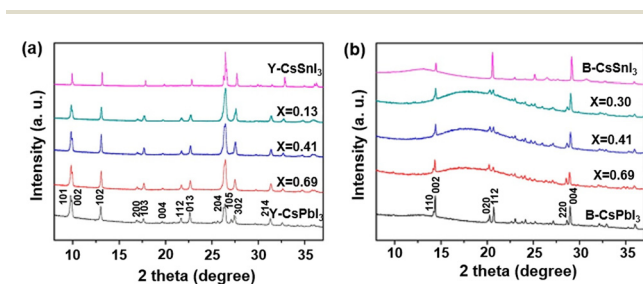 (a)
Intensity (a. u.)
Y-CsSnI3
X=0.13
X=0.41
X=0.69
Y-CsPbI3
101
002
102
200
103
004
112
013
204
105
302
214
10 15 20 25 30 35
2 theta (degree)
(b)
Intensity (a. u.)
B-CsSnI3
X=0.30
X=0.41
X=0.69
B-CsPbI3
110
002
020
112
220
004
10 15 20 25 30 35
2 theta (degree)